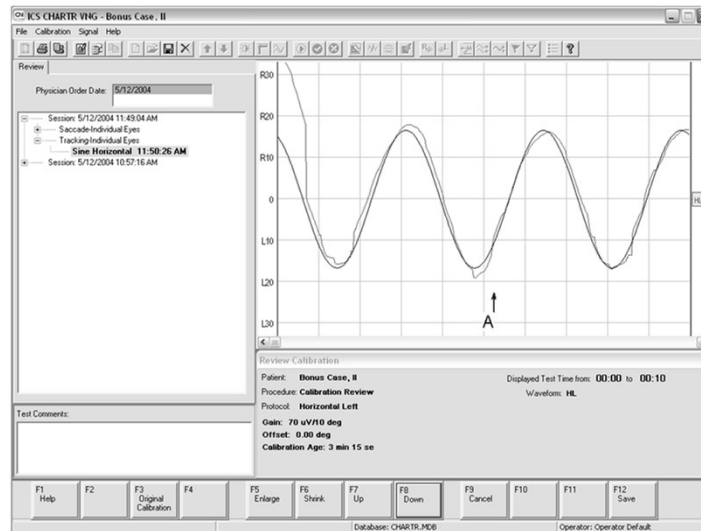 ICS CHARTR VNG - Bonus Case, II
File Calibration Signal Help
Review
Physician Order Date: 5/12/2004
Session: 5/12/2004 11:49:04 AM
Saccade-Individual Eyes
Tracking-Individual Eyes
Sine Horizontal 11:50:26 AM
Session: 5/12/2004 10:57:16 AM
R30
R20
R10
0
L10
L20
L30
HL
A
Review Calibration
Patient: Bonus Case, II
Displayed Test Time from: 00:00 to 00:10
Procedure: Calibration Review
Waveform: HL
Protocol: Horizontal Left
Gain: 70 uV/10 deg
Offset: 0.00 deg
Calibration Age: 3 min 15 se
Test Comments:
F1 F2 F3 F4 F5 F6 F7 F8 F9 F10 F11 F12
Help Original Calibration Enlarge Shrink Up Down Cancel Save
Database: CHARTR.MDB Operator: Operator Default